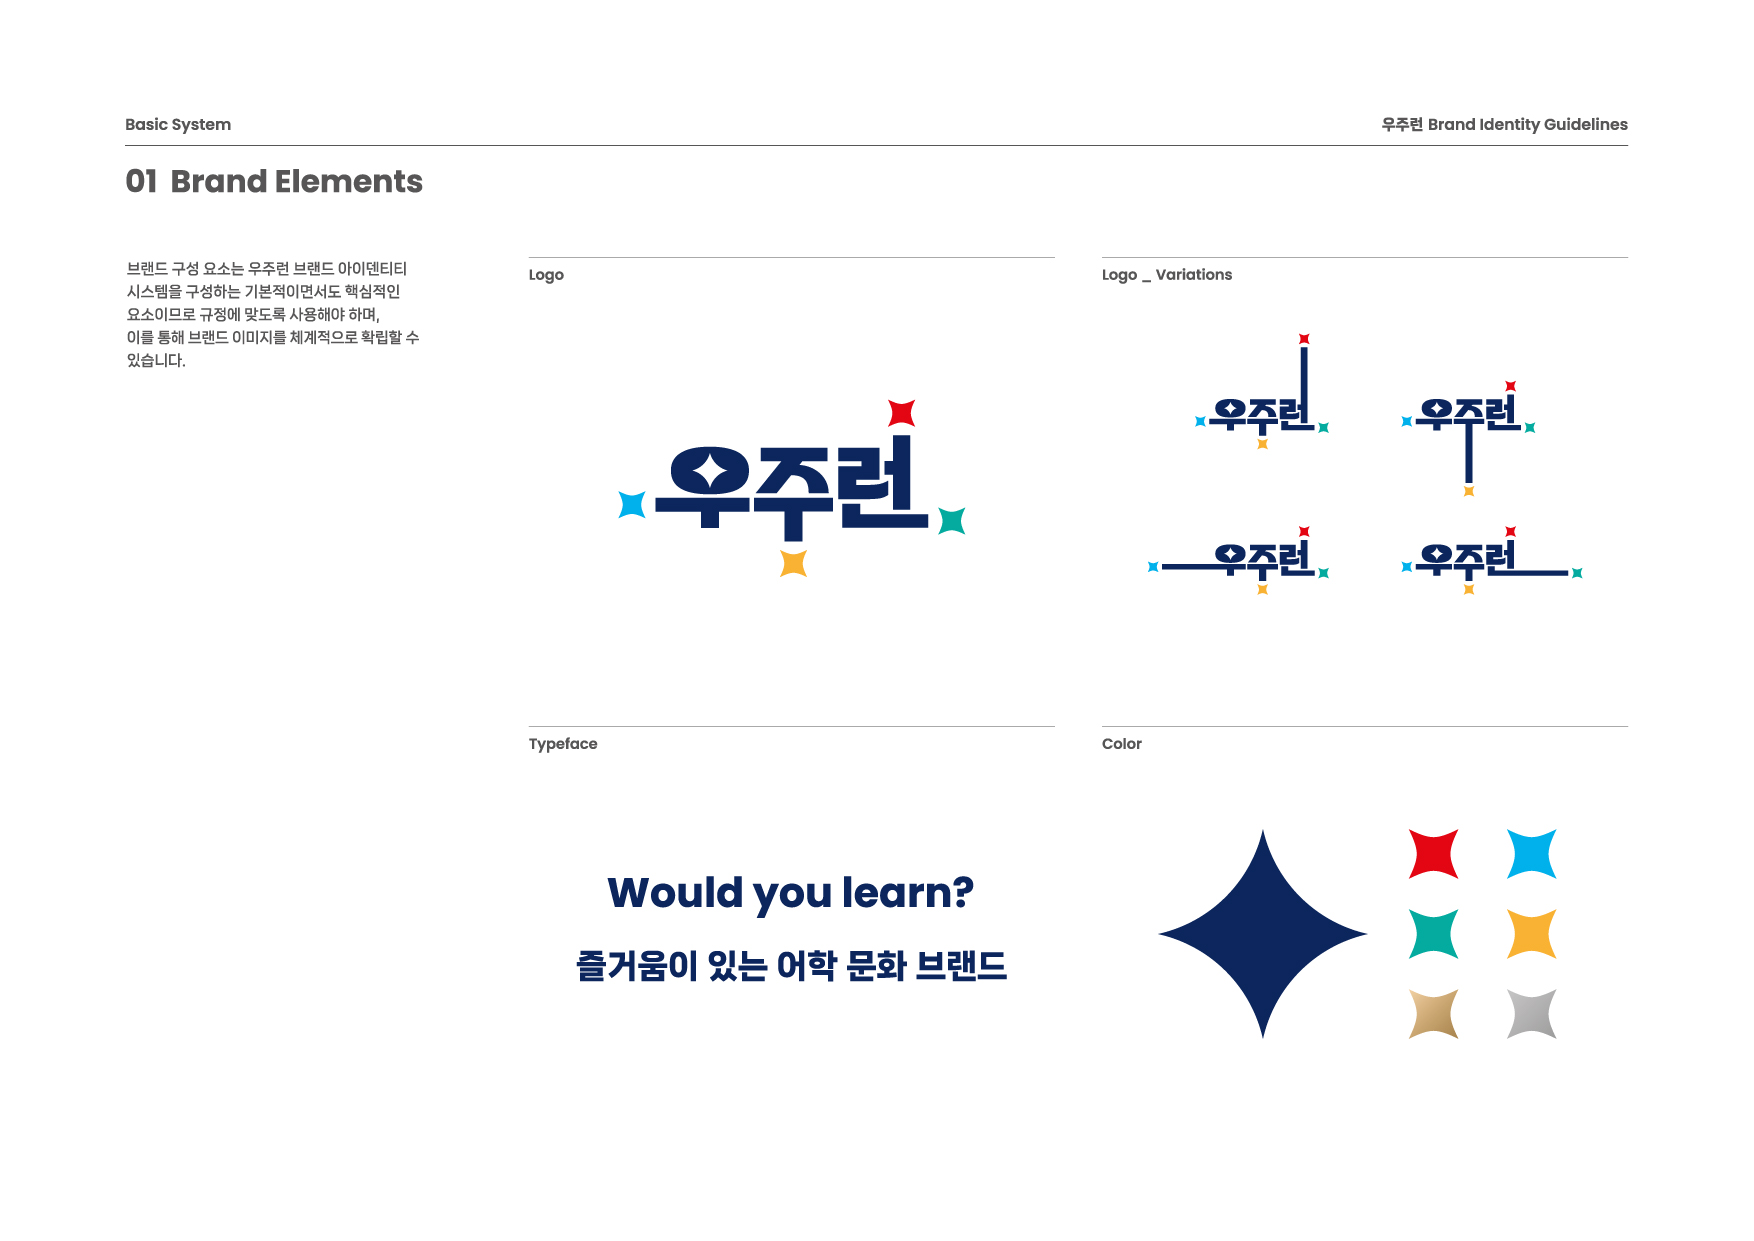 Basic System
우주런 Brand Identity Guidelines
01 Brand Elements
브랜드 구성 요소는 우주런 브랜드 아이덴티티
시스템을 구성하는 기본적이면서도 핵심적인
요소이므로 규정에 맞도록 사용해야 하며,
이를 통해 브랜드 이미지를 체계적으로 확립할 수
있습니다.
Logo
우주런
Logo _ Variations
우주런
우주런
우주런
우주런
Typeface
Would you learn?
즐거움이 있는 어학 문화 브랜드
Color